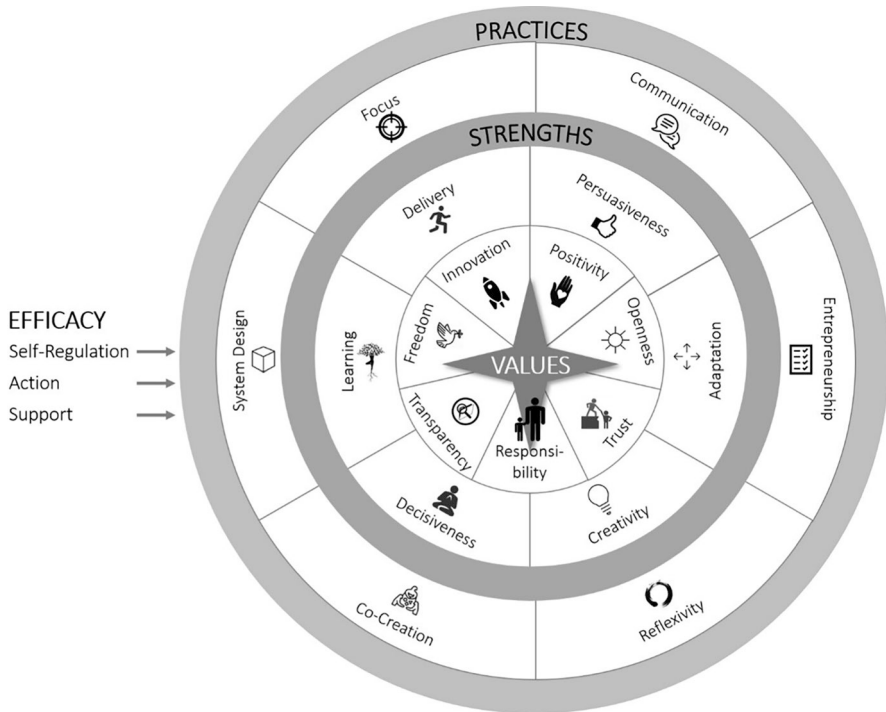 PRACTICES
Focus
Communication
STRENGTHS
Delivery
Persuasiveness
Innovation
Positivity
EFFICACY
Self-Regulation
Action
Support
System Design
Learning
Freedom
VALUES
Openness
Adaptation
Entrepreneurship
Transparency
Responsi-
bility
Trust
Decisiveness
Creativity
Co-Creation
Reflexivity